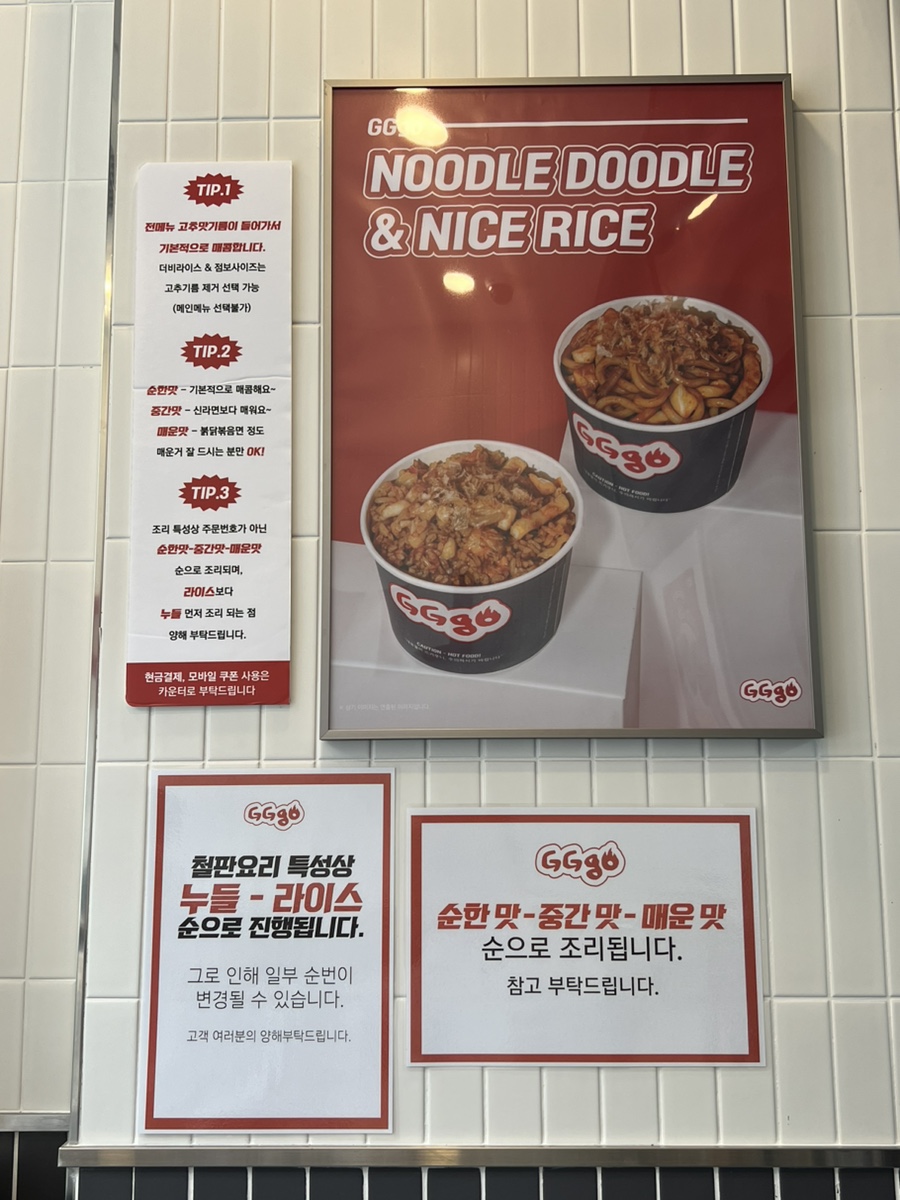 TIP.1
전메뉴 고추맛기름이 들어가서
기본적으로 매콤합니다.
더비라이스 & 점보사이즈는
고추기름 제거 선택 가능
(메인메뉴 선택불가)
TIP.2
순한맛 - 기본적으로 매콤해요~
중간맛 - 신라면보다 매워요~
매운맛 - 불닭볶음면 정도
매운거 잘 드시는 분만 OK!
TIP.3
조리 특성상 주문번호가 아닌
순한맛-중간맛-매운맛
순으로 조리되며,
라이스보다
누들 먼저 조리 되는 점
양해 부탁드립니다.
현금결제, 모바일 쿠폰 사용은
카운터로 부탁드립니다
NOODLE DOODLE
& NICE RICE
GGgo
CAUTION - HOT FOOD!
GGgo
CAUTION - HOT FOOD!
GGgo
GGgo
철판요리 특성상
누들 - 라이스
순으로 진행됩니다.
그로 인해 일부 순번이
변경될 수 있습니다.
고객 여러분의 양해부탁드립니다.
GGgo
순한 맛 - 중간 맛 - 매운 맛
순으로 조리됩니다.
참고 부탁드립니다.